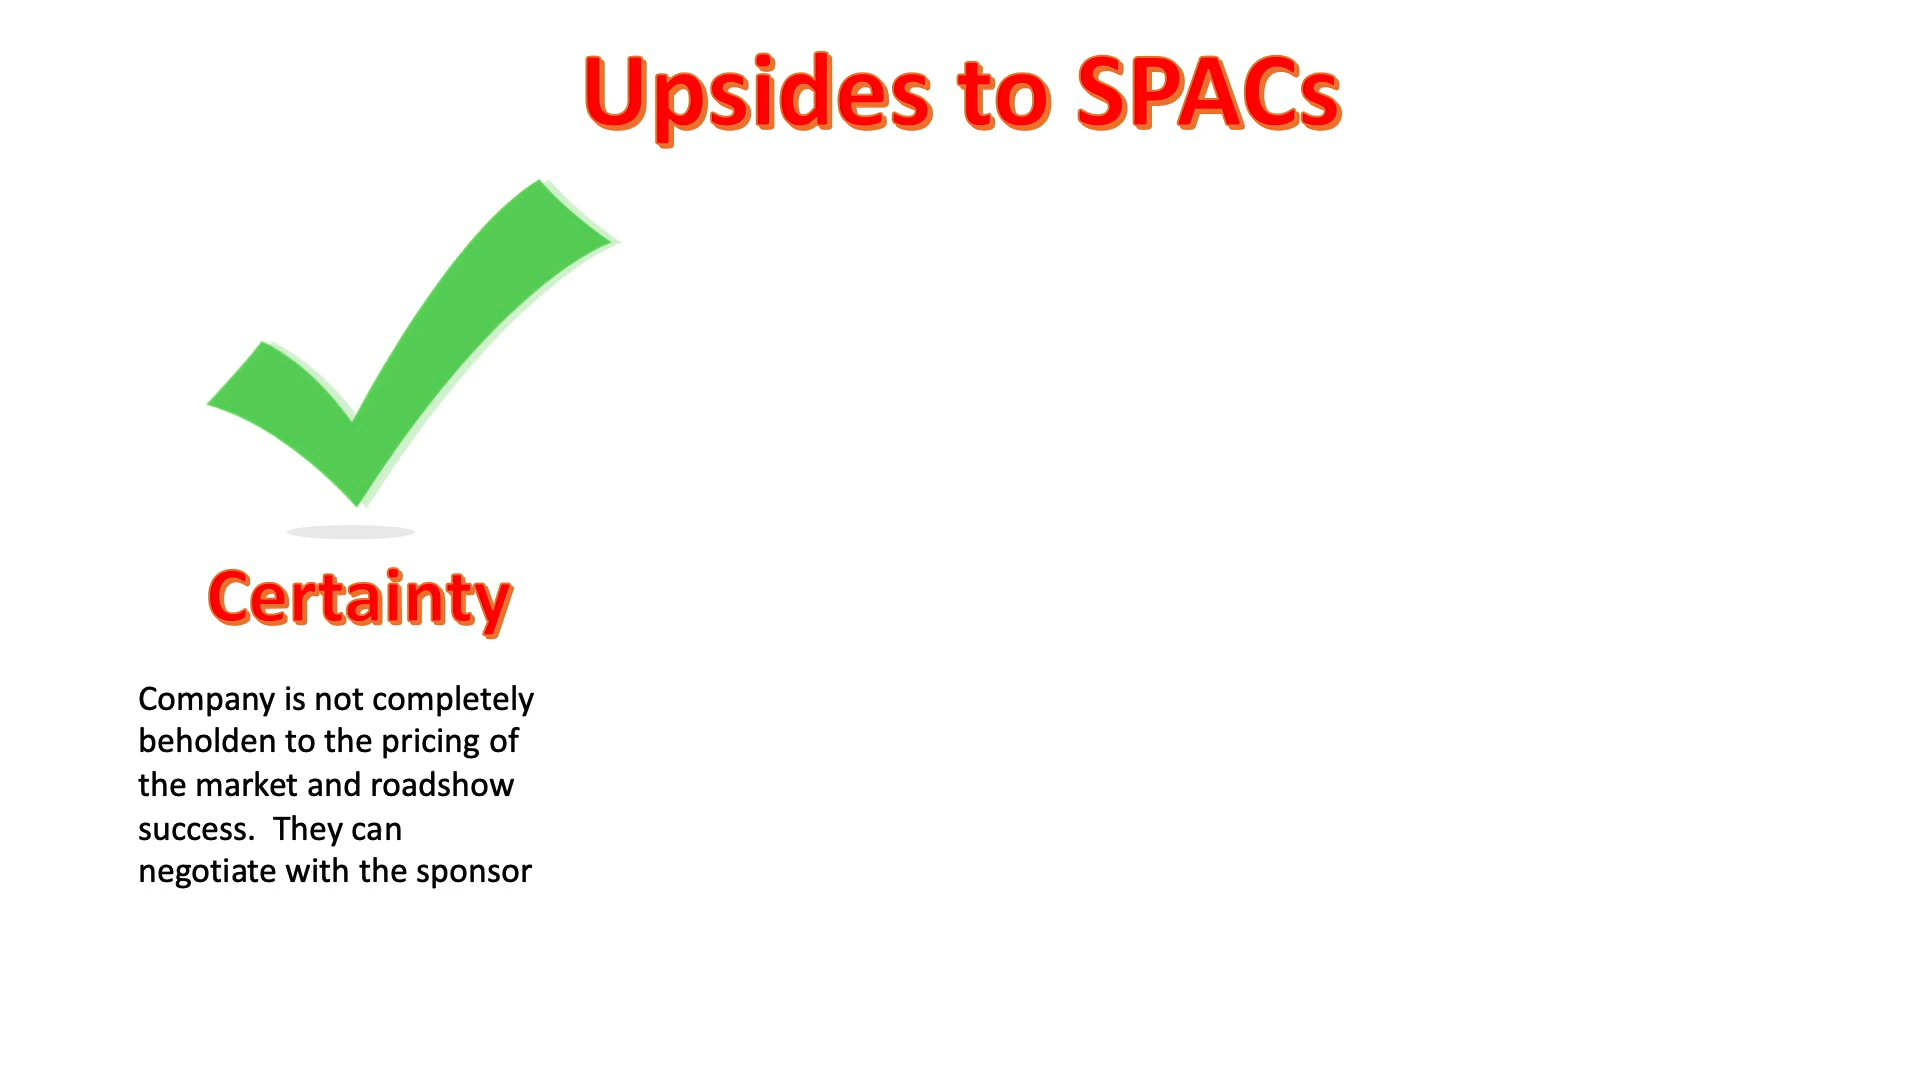 Upsides to SPACs
Certainty
Company is not completely
beholden to the pricing of
the market and roadshow
success.  They can
negotiate with the sponsor